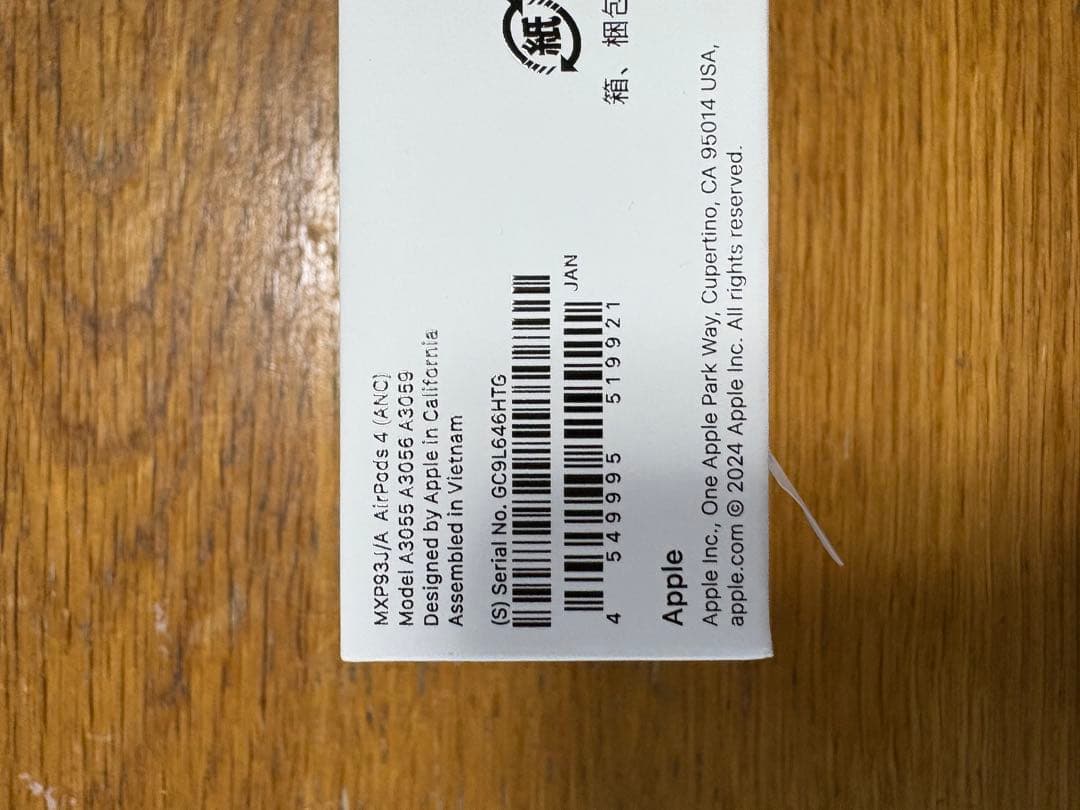 MXP93J/A AirPods 4 (ANC)
Model A3055 A3056 A3059
Designed by Apple in California
Assembled in Vietnam
(S) Serial No. GC9L646HTG
JAN
4 549995 519921
紙
箱、梱包
Apple
Apple Inc., One Apple Park Way, Cupertino, CA 95014 USA,
apple.com © 2024 Apple Inc. All rights reserved.